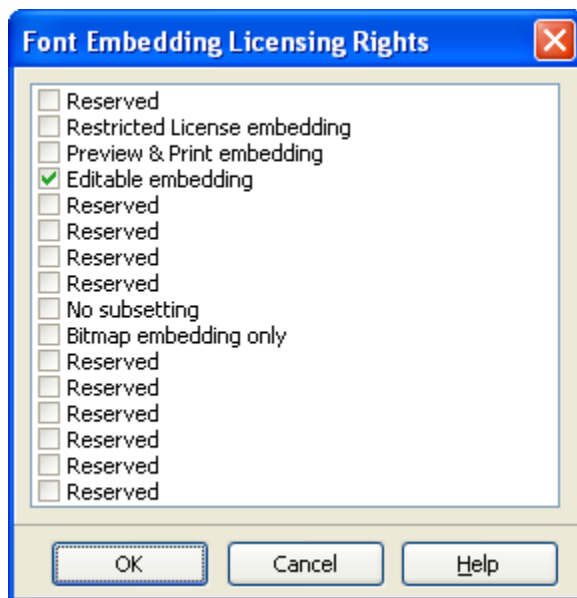 Font Embedding Licensing Rights
Reserved
Restricted License embedding
Preview & Print embedding
Editable embedding
Reserved
Reserved
Reserved
Reserved
No subsetting
Bitmap embedding only
Reserved
Reserved
Reserved
Reserved
Reserved
Reserved
OK Cancel Help